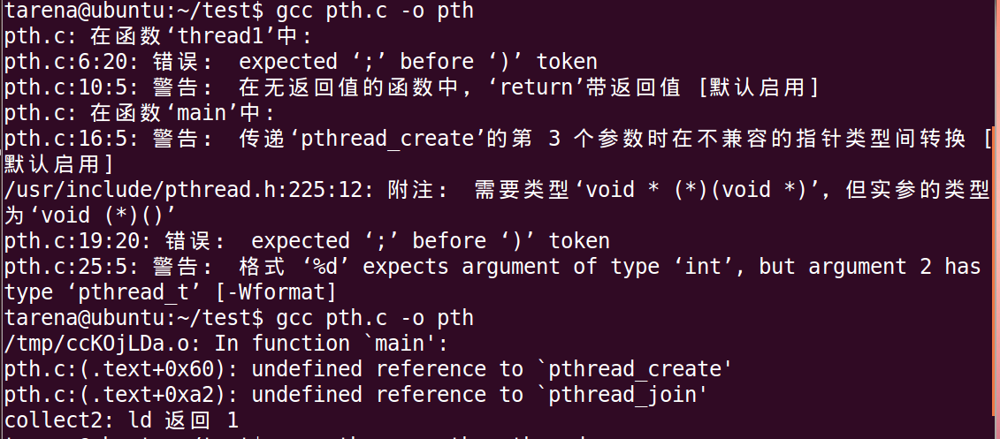 tarena@ubuntu:~/test$ gcc pth.c -o pth
pth.c: 在函数‘thread1’中:
pth.c:6:20: 错误： expected ‘;’ before ‘)’ token
pth.c:10:5: 警告： 在无返回值的函数中，‘return’带返回值 [默认启用]
pth.c: 在函数‘main’中:
pth.c:16:5: 警告： 传递‘pthread_create’的第 3 个参数时在不兼容的指针类型间转换 [
默认启用]
/usr/include/pthread.h:225:12: 附注： 需要类型‘void * (*)(void *)’，但实参的类型
为‘void (*)()’
pth.c:19:20: 错误： expected ‘;’ before ‘)’ token
pth.c:25:5: 警告： 格式 ‘%d’ expects argument of type ‘int’, but argument 2 has
type ‘pthread_t’ [-Wformat]
tarena@ubuntu:~/test$ gcc pth.c -o pth
/tmp/ccKOjLDa.o: In function `main':
pth.c:(.text+0x60): undefined reference to `pthread_create'
pth.c:(.text+0xa2): undefined reference to `pthread_join'
collect2: ld 返回 1